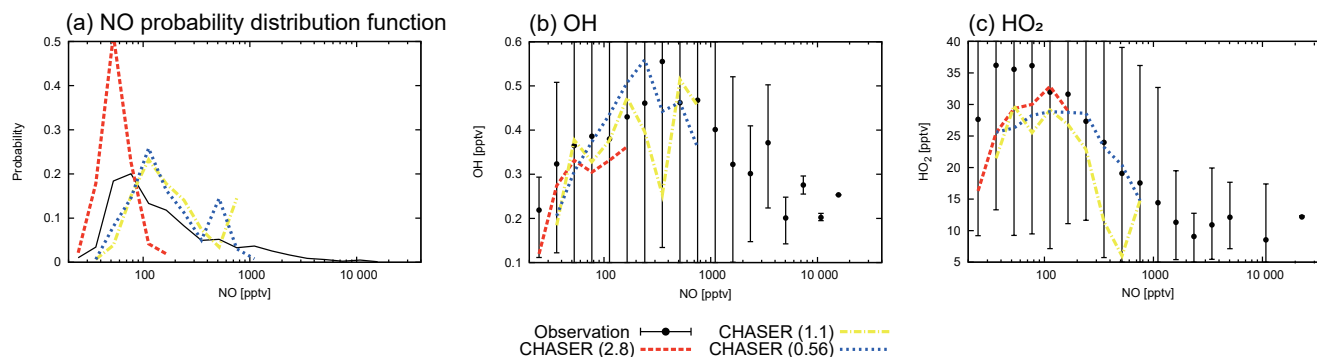 (a) NO probability distribution function
0.5
0.4
0.3
0.2
0.1
0
Probability
100
1000
10 000
NO [pptv]
(b) OH
0.6
0.5
0.4
0.3
0.2
0.1
OH [pptv]
100
1000
10 000
NO [pptv]
(c) HO₂
40
35
30
25
20
15
10
5
HO₂ [pptv]
100
1000
10 000
NO [pptv]
Observation
CHASER (1.1)
CHASER (2.8)
CHASER (0.56)